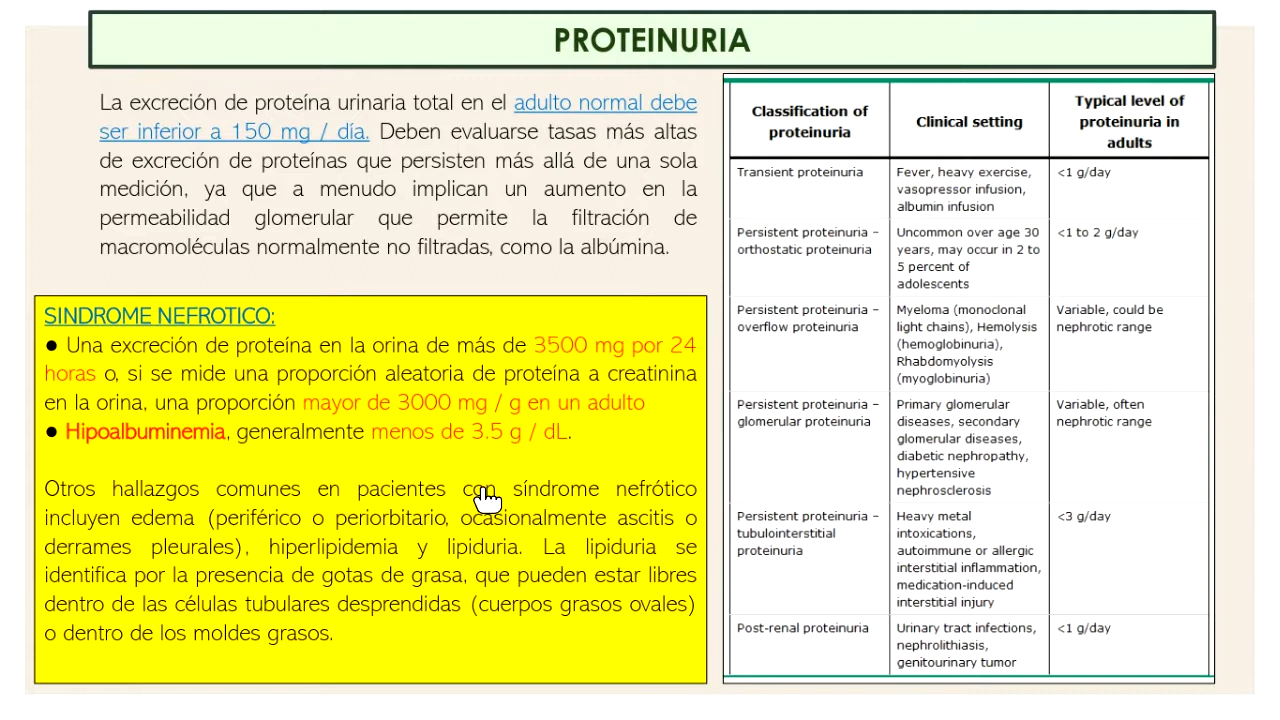 PROTEINURIA
La excreción de proteína urinaria total en el adulto normal debe
ser inferior a 150 mg / día. Deben evaluarse tasas más altas
de excreción de proteínas que persisten más allá de una sola
medición, ya que a menudo implican un aumento en la
permeabilidad glomerular que permite la filtración de
macromoléculas normalmente no filtradas, como la albúmina.
SINDROME NEFROTICO:
● Una excreción de proteína en la orina de más de 3500 mg por 24
horas o, si se mide una proporción aleatoria de proteína a creatinina
en la orina, una proporción mayor de 3000 mg / g en un adulto
● Hipoalbuminemia, generalmente menos de 3.5 g / dL.
Otros hallazgos comunes en pacientes con síndrome nefrótico
incluyen edema (periférico o periorbitario, ocasionalmente ascitis o
derrames pleurales), hiperlipidemia y lipiduria. La lipiduria se
identifica por la presencia de gotas de grasa, que pueden estar libres
dentro de las células tubulares desprendidas (cuerpos grasos ovales)
o dentro de los moldes grasos.
Classification of
proteinuria
Clinical setting
Typical level of
proteinuria in
adults
Transient proteinuria
Fever, heavy exercise,
vasopressor infusion,
albumin infusion
<1 g/day
Persistent proteinuria –
orthostatic proteinuria
Uncommon over age 30
years, may occur in 2 to
5 percent of
adolescents
<1 to 2 g/day
Persistent proteinuria –
overflow proteinuria
Myeloma (monoclonal
light chains), Hemolysis
(hemoglobinuria),
Rhabdomyolysis
(myoglobinuria)
Variable, could be
nephrotic range
Persistent proteinuria –
glomerular proteinuria
Primary glomerular
diseases, secondary
glomerular diseases,
diabetic nephropathy,
hypertensive
nephrosclerosis
Variable, often
nephrotic range
Persistent proteinuria –
tubulointerstitial
proteinuria
Heavy metal
intoxications,
autoimmune or allergic
interstitial inflammation,
medication-induced
interstitial injury
<3 g/day
Post-renal proteinuria
Urinary tract infections,
nephrolithiasis,
genitourinary tumor
<1 g/day